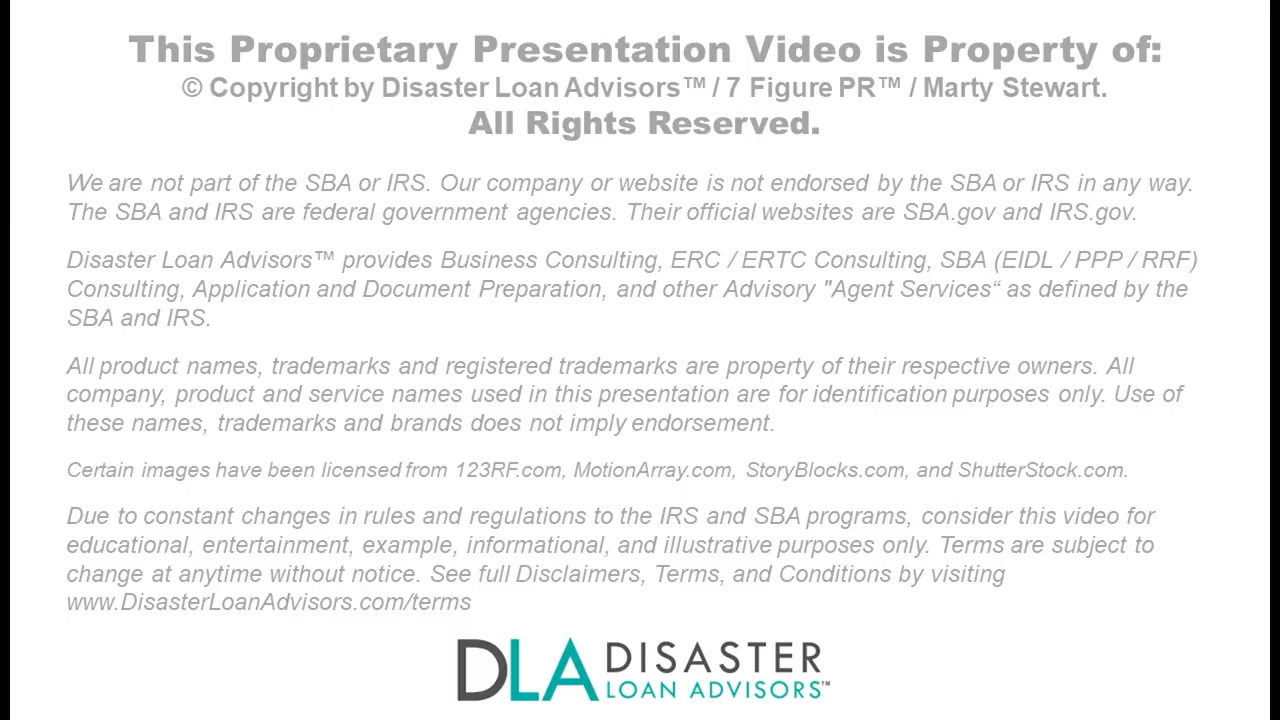 This Proprietary Presentation Video is Property of:
© Copyright by Disaster Loan Advisors™ / 7 Figure PR™ / Marty Stewart.
All Rights Reserved.
We are not part of the SBA or IRS. Our company or website is not endorsed by the SBA or IRS in any way.
The SBA and IRS are federal government agencies. Their official websites are SBA.gov and IRS.gov.
Disaster Loan Advisors™ provides Business Consulting, ERC / ERTC Consulting, SBA (EIDL / PPP / RRF)
Consulting, Application and Document Preparation, and other Advisory "Agent Services“ as defined by the
SBA and IRS.
All product names, trademarks and registered trademarks are property of their respective owners. All
company, product and service names used in this presentation are for identification purposes only. Use of
these names, trademarks and brands does not imply endorsement.
Certain images have been licensed from 123RF.com, MotionArray.com, StoryBlocks.com, and ShutterStock.com.
Due to constant changes in rules and regulations to the IRS and SBA programs, consider this video for
educational, entertainment, example, informational, and illustrative purposes only. Terms are subject to
change at anytime without notice. See full Disclaimers, Terms, and Conditions by visiting
www.DisasterLoanAdvisors.com/terms
DLA DISASTER
LOAN ADVISORS™